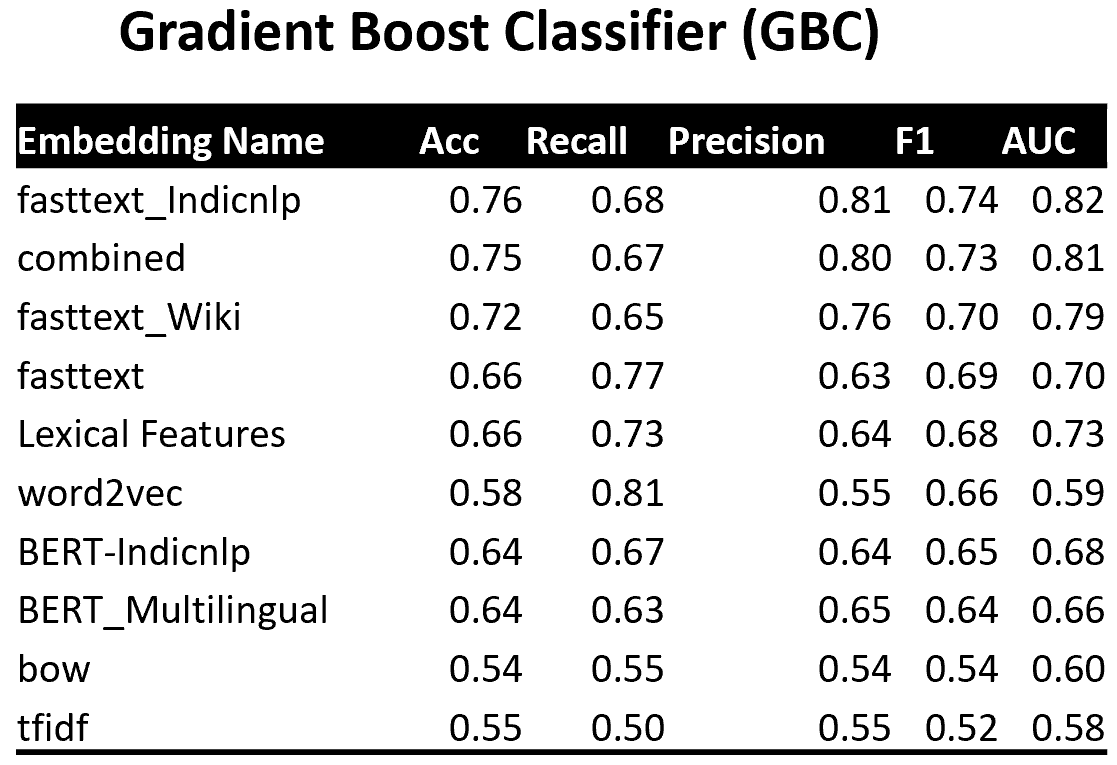 Gradient Boost Classifier (GBC)
Embedding Name Acc Recall Precision F1 AUC
fasttext_Indicnlp 0.76 0.68 0.81 0.74 0.82
combined 0.75 0.67 0.80 0.73 0.81
fasttext_Wiki 0.72 0.65 0.76 0.70 0.79
fasttext 0.66 0.77 0.63 0.69 0.70
Lexical Features 0.66 0.73 0.64 0.68 0.73
word2vec 0.58 0.81 0.55 0.66 0.59
BERT-Indicnlp 0.64 0.67 0.64 0.65 0.68
BERT_Multilingual 0.64 0.63 0.65 0.64 0.66
bow 0.54 0.55 0.54 0.54 0.60
tfidf 0.55 0.50 0.55 0.52 0.58